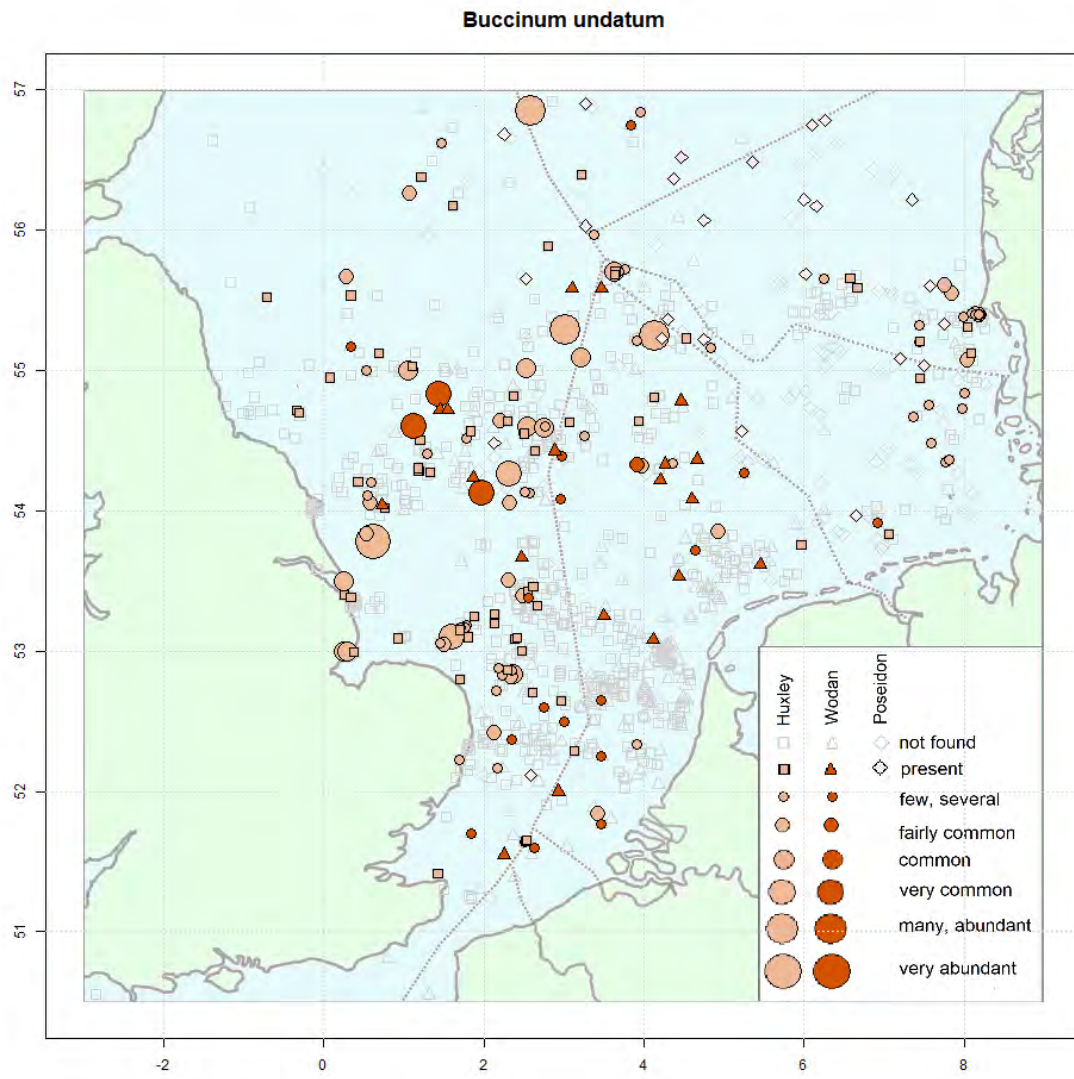 Buccinum undatum
57
56
55
54
53
52
51
Huxley
Wodan
Poseidon
not found
present
few, several
fairly common
common
very common
many, abundant
very abundant
-2 0 2 4 6 8